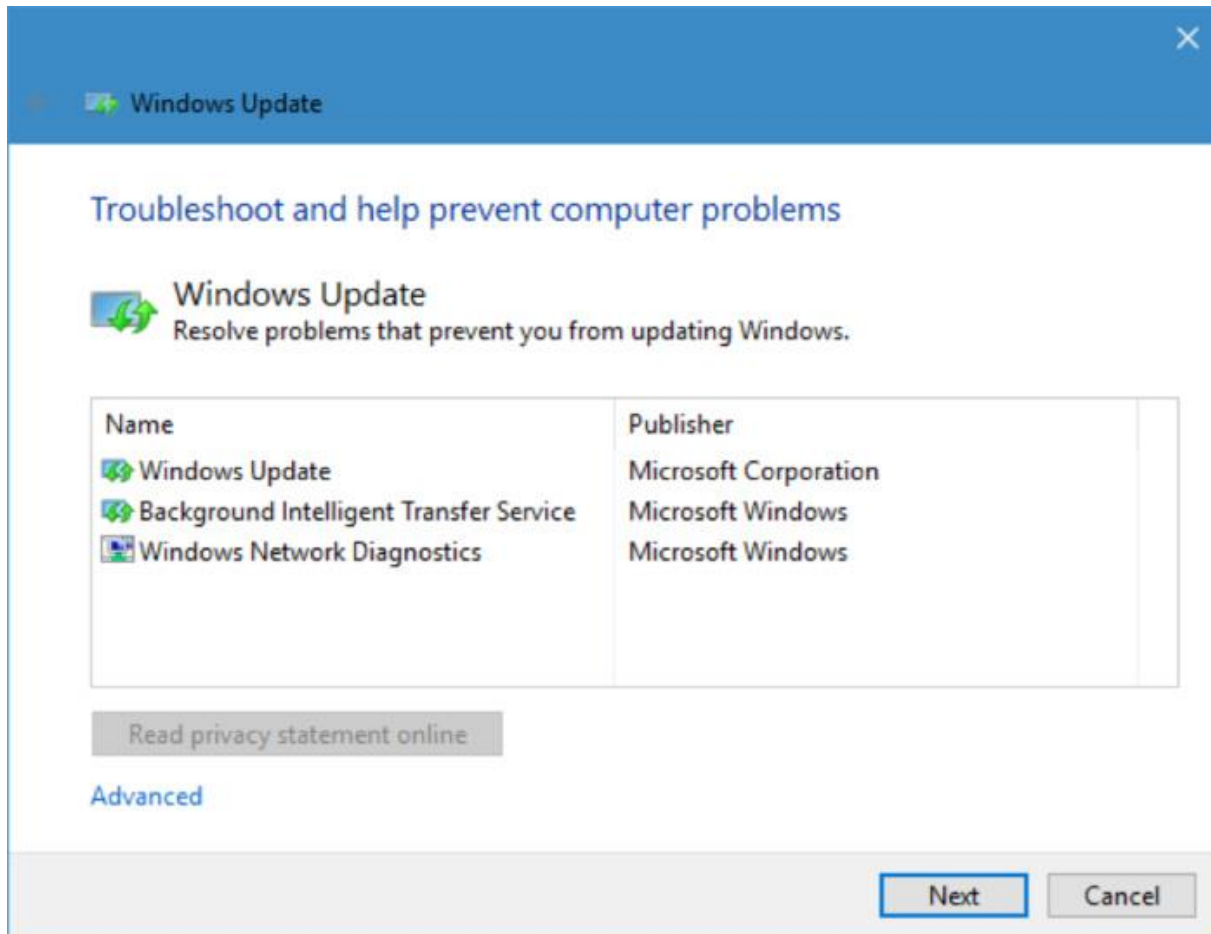 Windows Update
Troubleshoot and help prevent computer problems
Windows Update
Resolve problems that prevent you from updating Windows.
Name Publisher
Windows Update Microsoft Corporation
Background Intelligent Transfer Service Microsoft Windows
Windows Network Diagnostics Microsoft Windows
Read privacy statement online
Advanced
Next Cancel